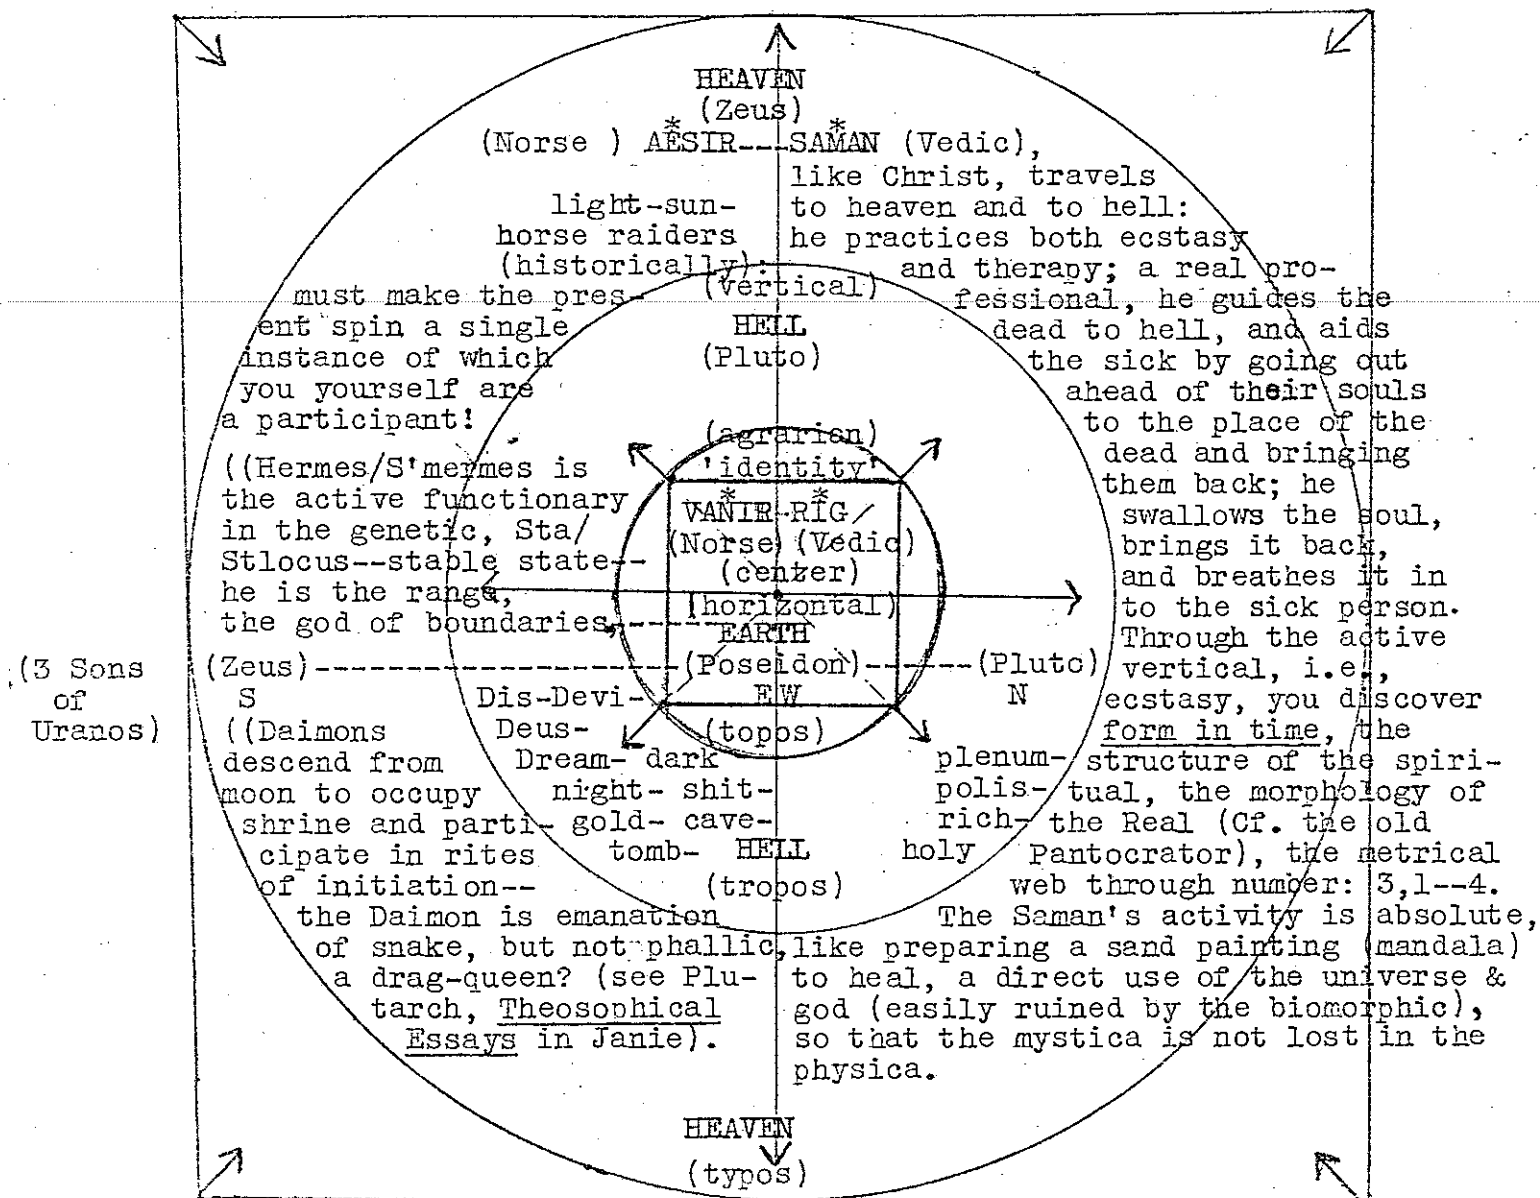 HEAVEN
(Zeus)
(Norse ) AESIR---SAMAN (Vedic),
like Christ, travels
light-sun- to heaven and to hell:
horse raiders he practices both ecstasy
(historically): and therapy; a real pro-
must make the pres- (vertical) fessional, he guides the
ent spin a single HELL dead to hell, and aids
instance of which (Pluto) the sick by going out
you yourself are ahead of their souls
a participant! (agrarian) to the place of the
((Hermes/S'mermes is 'identity' dead and bringing
the active functionary VANIR-RIG/ them back; he
in the genetic, Sta/ (Norse) (Vedic) swallows the soul,
Stlocus--stable state-- (center) brings it back,
he is the range, (horizontal) and breathes it in
the god of boundaries, EARTH to the sick person.
Through the active
(3 Sons (Zeus)---(Poseidon)---(Pluto) vertical, i.e.,
of S Dis-Devi- EW N ecstasy, you discover
Uranos) ((Daimons Deus- (topos) form in time, the
descend from Dream- dark plenum- structure of the spiri-
moon to occupy night- shit- polis- tual, the morphology of
shrine and parti- gold- cave- rich- the Real (Cf. the old
cipate in rites tomb- HELL holy Pantocrator), the metrical
of initiation-- (tropos) web through number: 3,1--4.
the Daimon is emanation The Saman's activity is absolute,
of snake, but not phallic, like preparing a sand painting (mandala)
a drag-queen? (see Plu- to heal, a direct use of the universe &
tarch, Theosophical god (easily ruined by the biomorphic),
Essays in Janie). so that the mystica is not lost in the
physica.
HEAVEN
(typos)